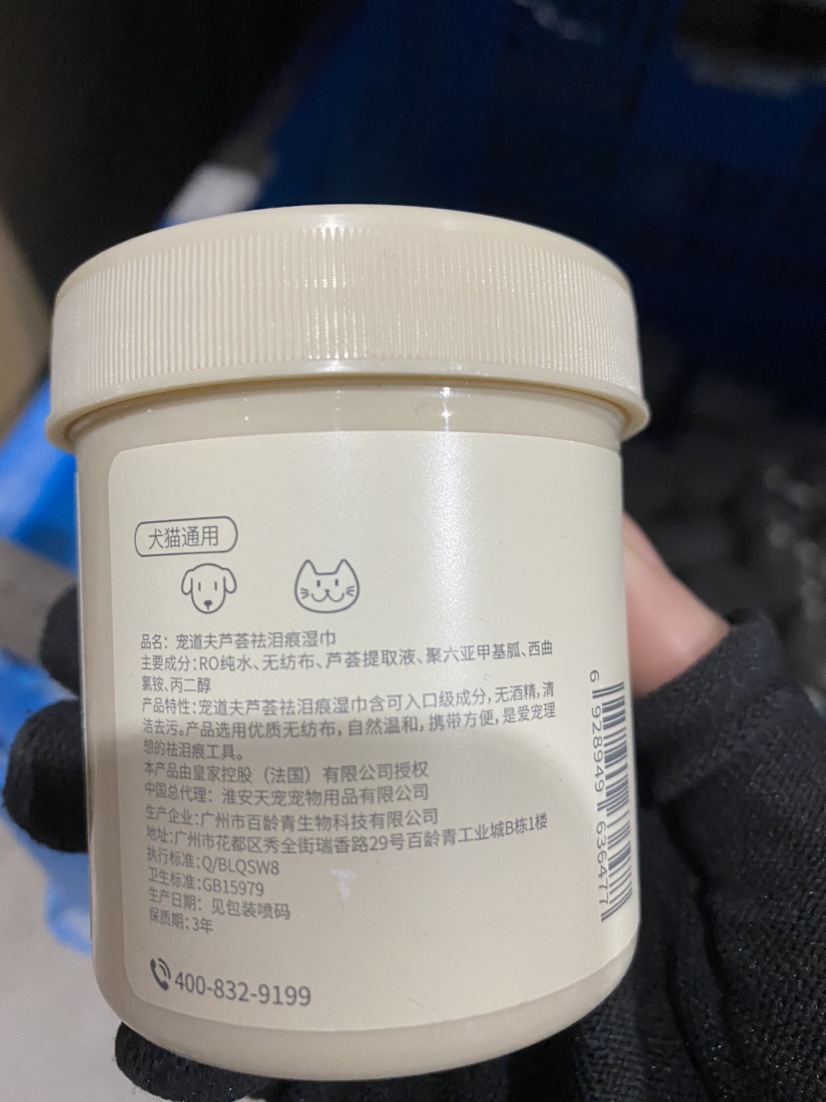 犬猫通用
品名：宠道夫芦荟祛泪痕湿巾
主要成分：RO纯水、无纺布、芦荟提取液、聚六亚甲基胍、西曲
氯铵、丙二醇
产品特性：宠道夫芦荟祛泪痕湿巾含可入口级成分，无酒精，清
洁去污。产品选用优质无纺布，自然温和，携带方便，是爱宠理
想的祛泪痕工具。
本产品由皇家控股（法国）有限公司授权
中国总代理：淮安天宠宠物用品有限公司
生产企业：广州市百龄青生物科技有限公司
地址：广州市花都区秀全街瑞香路29号百龄青工业城B栋1楼
执行标准：Q/BLQSW8
卫生标准：GB15979
生产日期：见包装喷码
保质期：3年
400-832-9199
6 928949 636477